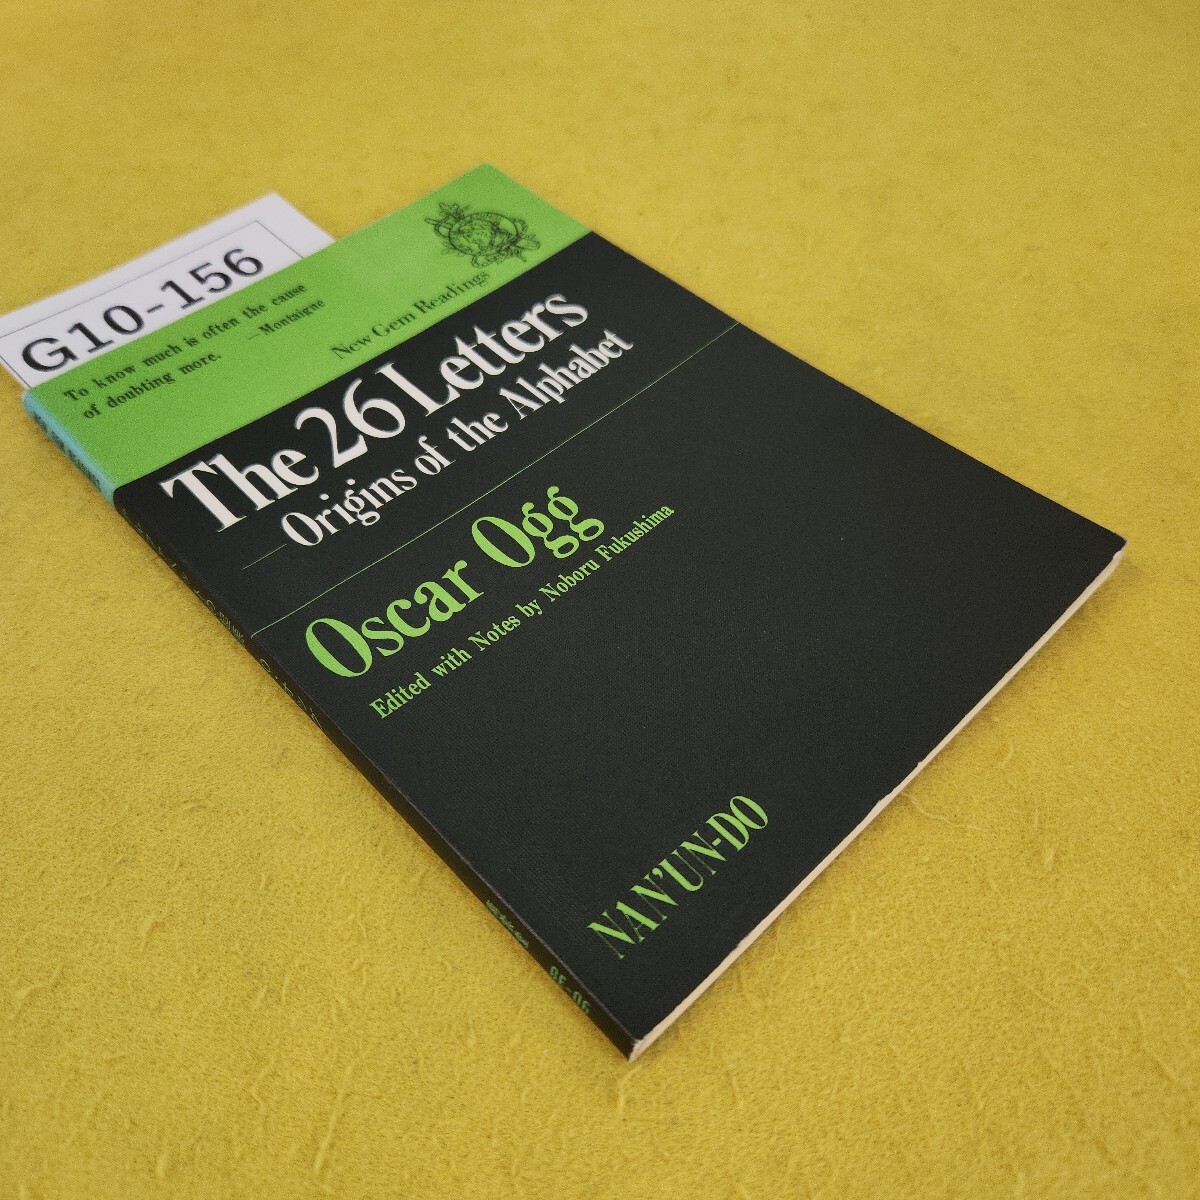 G10-156
To know much is often the cause
of doubting more.
—Montaigne
New Gem Readings
The 26 Letters
Origins of the Alphabet
Oscar Ogg
Edited with Notes by Noboru Fukushima
NAN'UN-DO